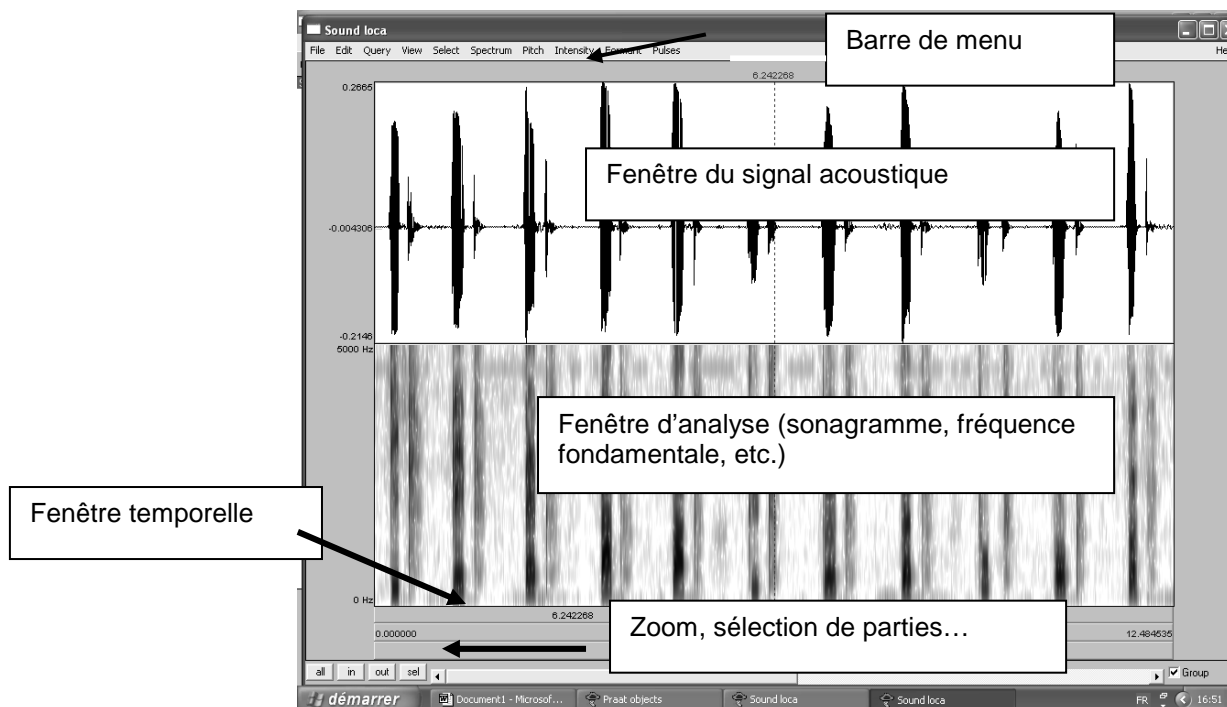 Sound loca
Barre de menu
File Edit Query View Select Spectrum Pitch Intensity Formant Pulses
6.242268
0.2665
Fenêtre du signal acoustique
-0.004306
-0.2146
5000 Hz
Fenêtre d'analyse (sonagramme, fréquence
fondamentale, etc.)
Fenêtre temporelle
0 Hz
6.242268
Zoom, sélection de parties…
0.000000
12.484535
all in out sel
Group
démarrer
Document1 - Microsof...
Praat objects
Sound loca
Sound loca
FR
16:51